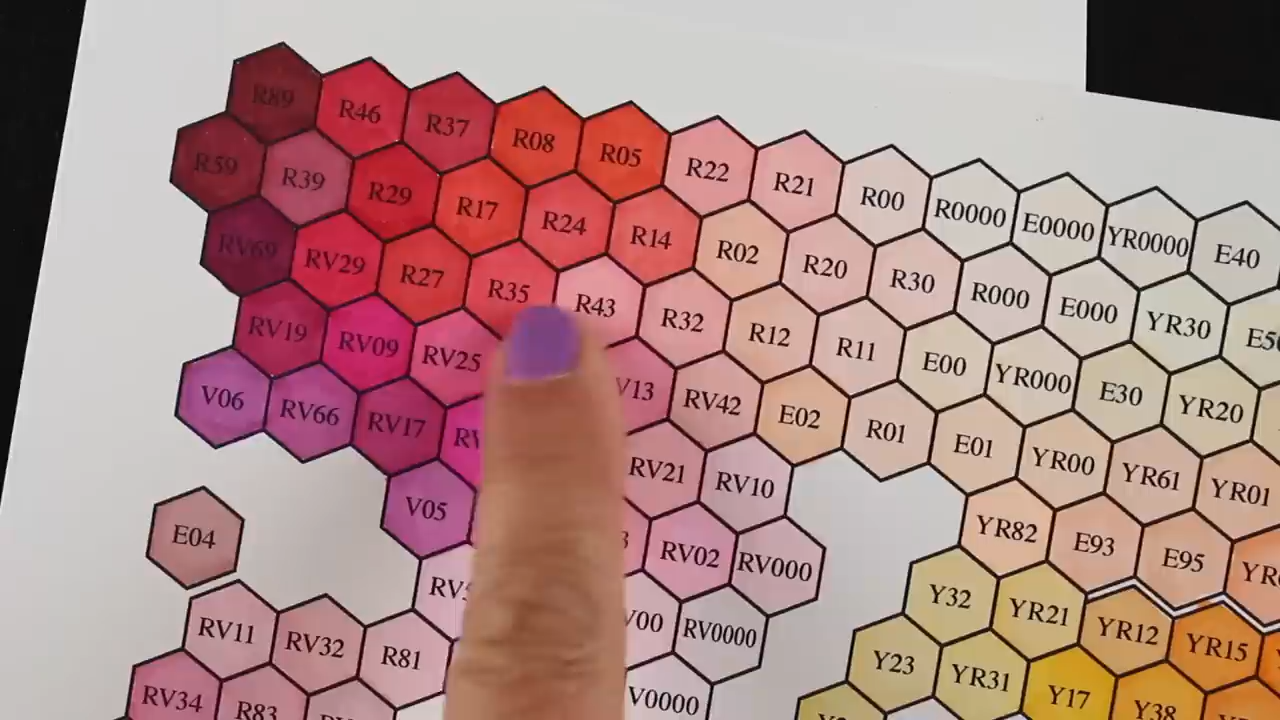 R89 R46 R37 R08 R05 R22 R21 R00 R0000 E0000 YR0000 E40
R59 R39 R29 R17 R24 R14 R02 R20 R30 R000 E000 YR30
RV69 RV29 R27 R35 R43 R32 R12 R11 E00 YR000 E30 YR20
RV19 RV09 RV25 V13 RV42 E02 R01 E01 YR00 YR61 YR01
V06 RV66 RV17 RV21 RV10 YR82 E93 E95
V05 RV02 RV000 Y32 YR21 YR12 YR15
E04 V00 RV0000 Y23 YR31 Y17 Y38
RV11 RV32 R81 V0000
RV34 R83